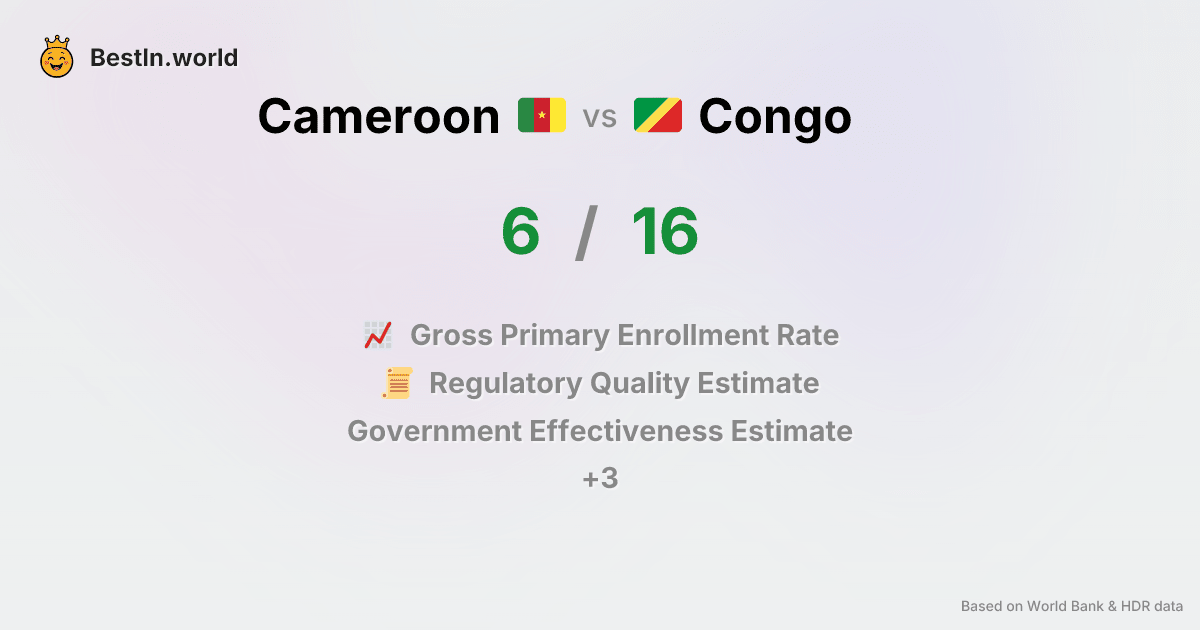 BestIn.world
Cameroon vs Congo
6 / 16
Gross Primary Enrollment Rate
Regulatory Quality Estimate
Government Effectiveness Estimate
+3
Based on World Bank & HDR data